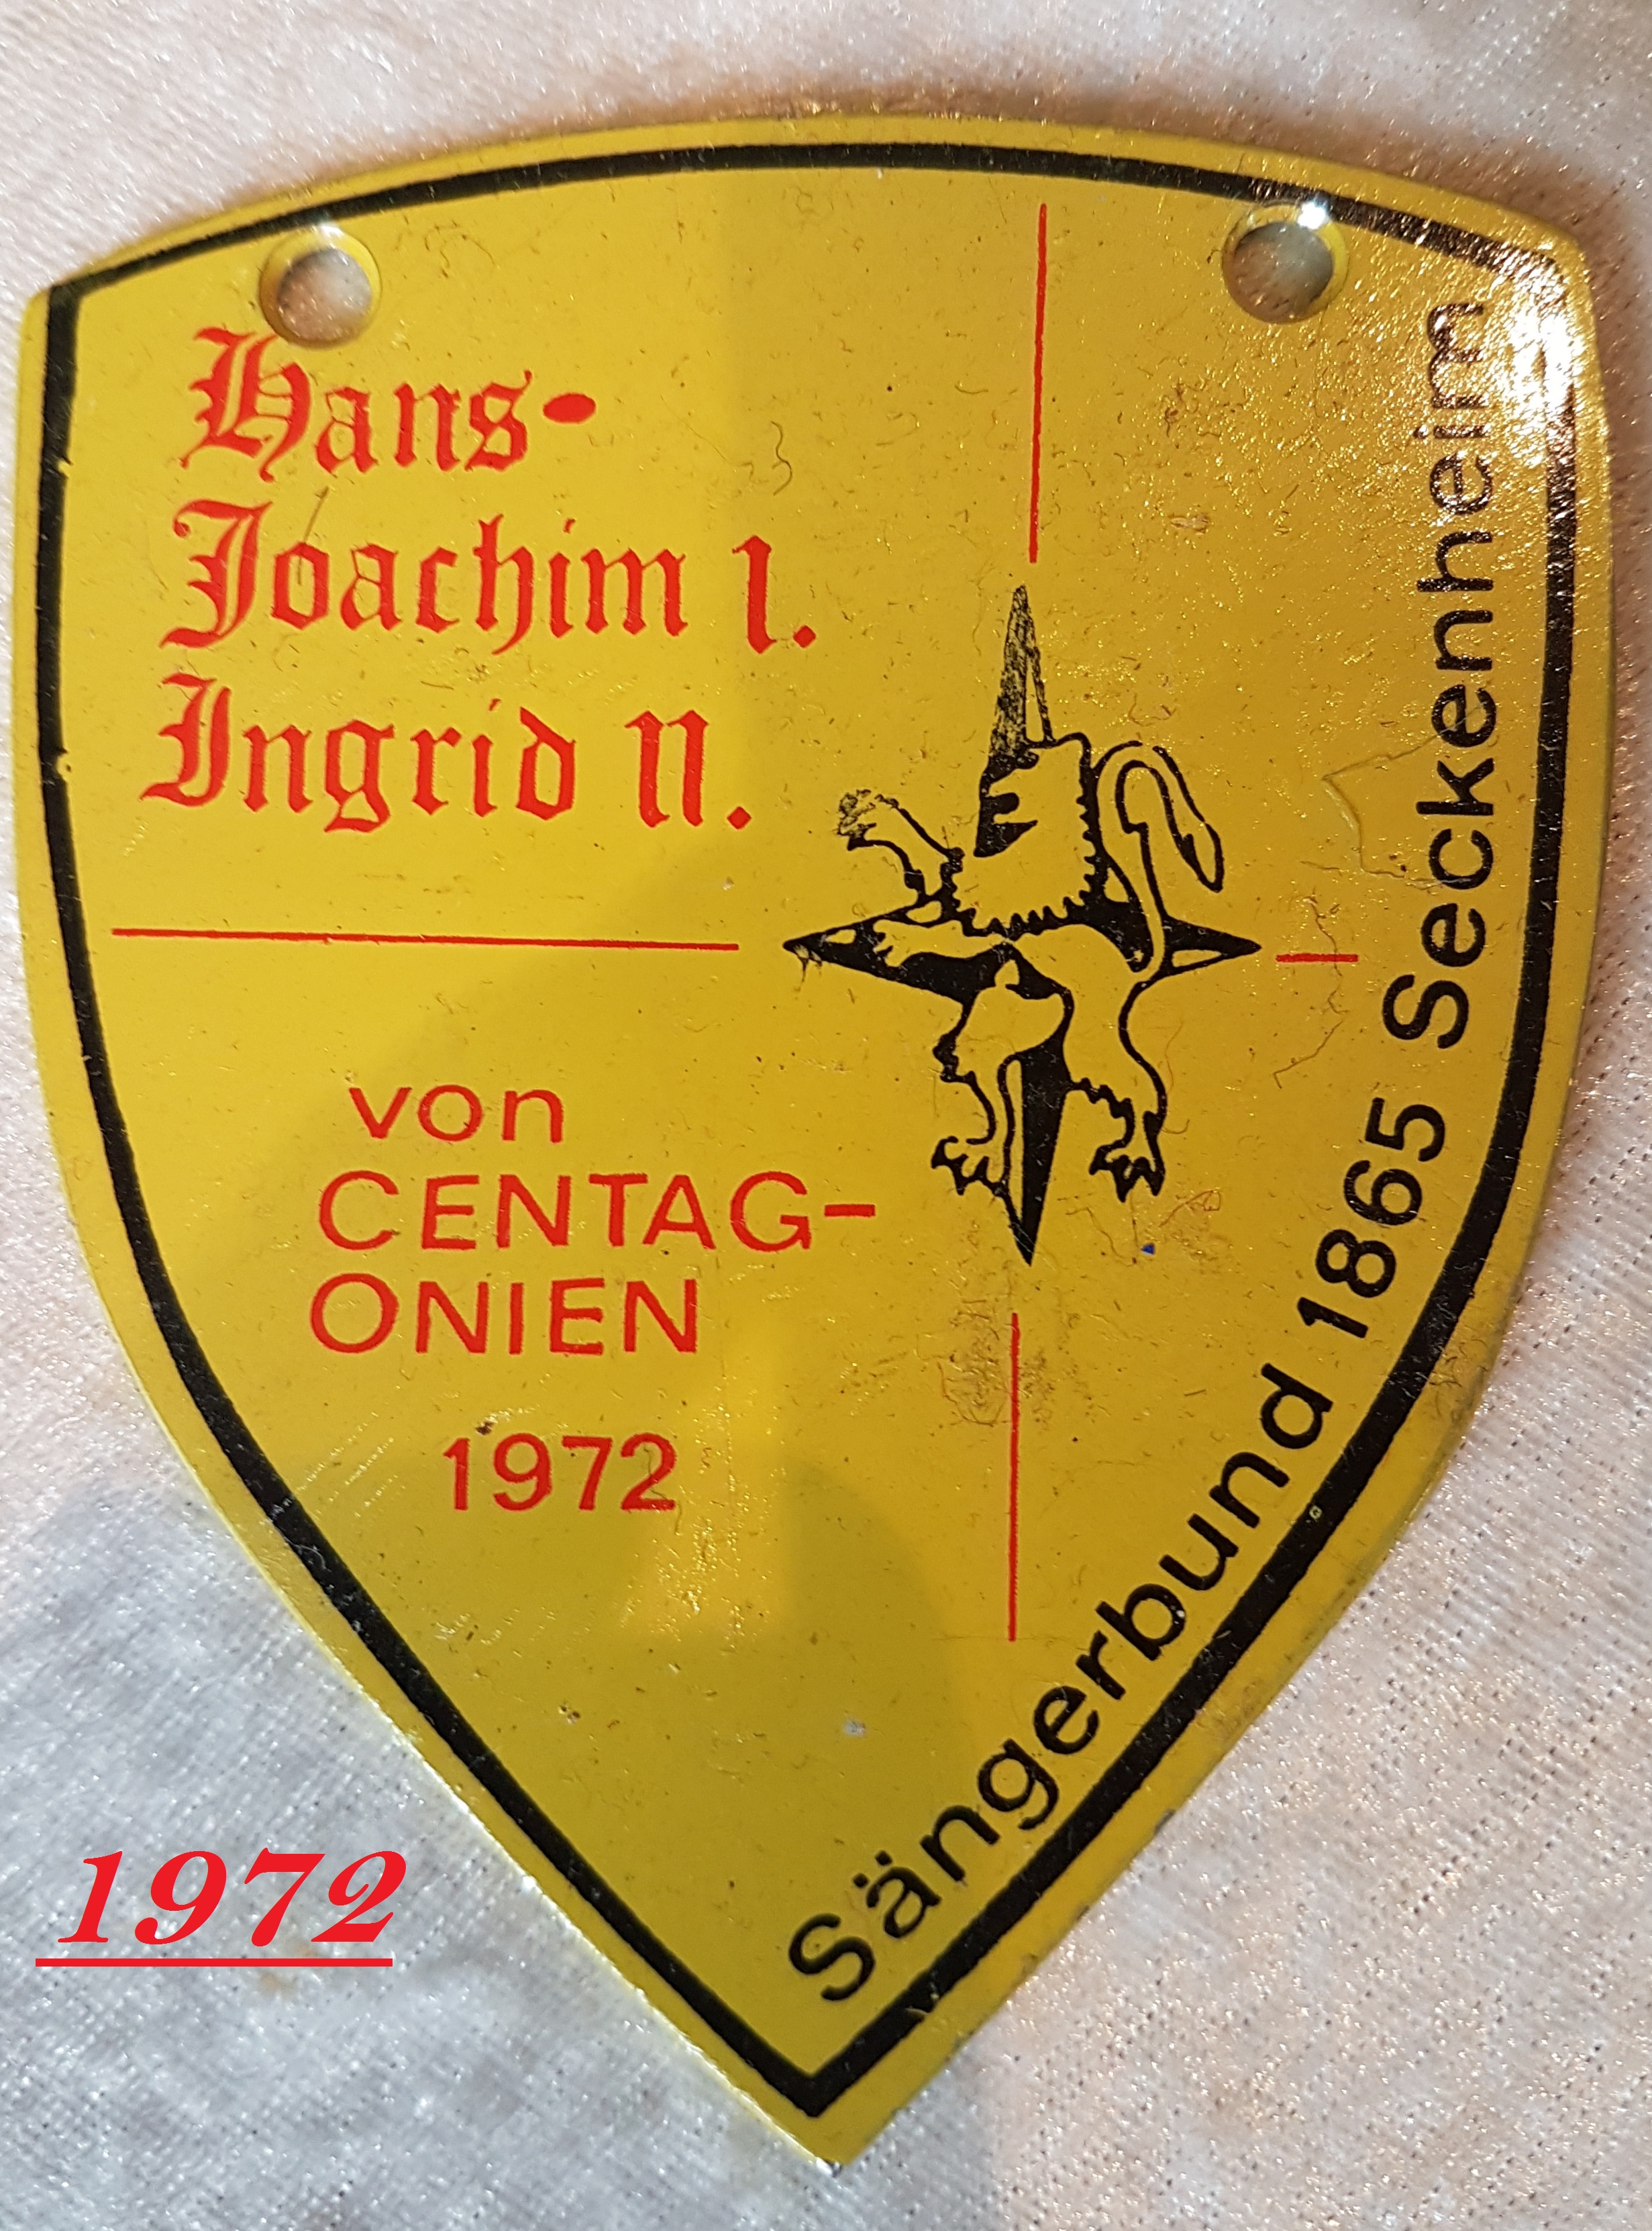 Hans-
Joachim I.
Ingrid II.
von
CENTAG-
ONIEN
1972
Sängerbund 1865 Seckenheim
1972